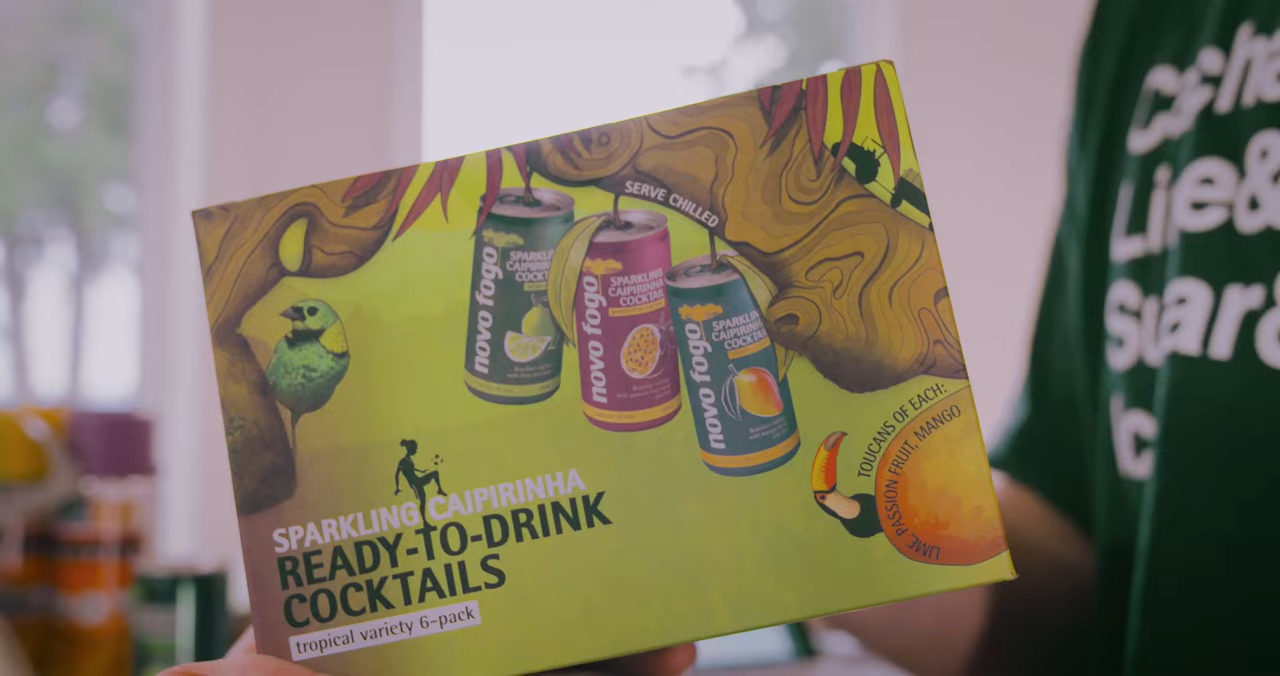 SERVE CHILLED
novo fogo
SPARKLING
CAIPIRINHA
COCKTAIL
novo fogo
SPARKLING
CAIPIRINHA
COCKTAIL
novo fogo
SPARKLING
CAIPIRINHA
COCKTAIL
TOUCANS OF EACH:
LIME, PASSION FRUIT, MANGO
SPARKLING CAIPIRINHA
READY-TO-DRINK
COCKTAILS
tropical variety 6-pack
Lie&